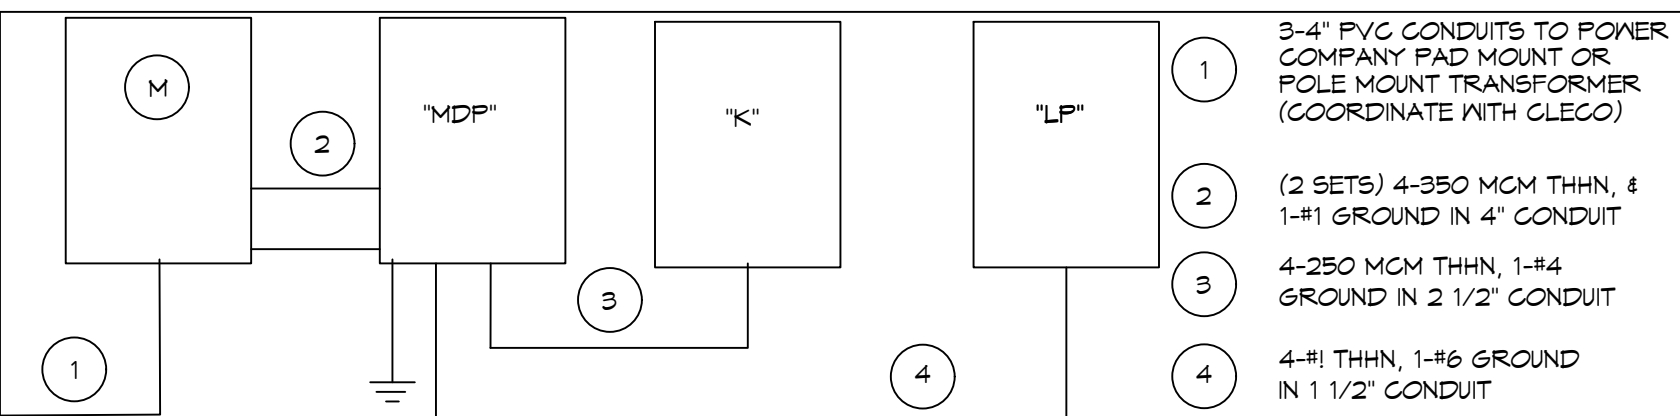 M
2
"MDP"
"K"
"LP"
3
1
4
1
3-4" PVC CONDUITS TO POWER
COMPANY PAD MOUNT OR
POLE MOUNT TRANSFORMER
(COORDINATE WITH CLECO)
2
(2 SETS) 4-350 MCM THHN, &
1-#1 GROUND IN 4" CONDUIT
3
4-250 MCM THHN, 1-#4
GROUND IN 2 1/2" CONDUIT
4
4-#! THHN, 1-#6 GROUND
IN 1 1/2" CONDUIT